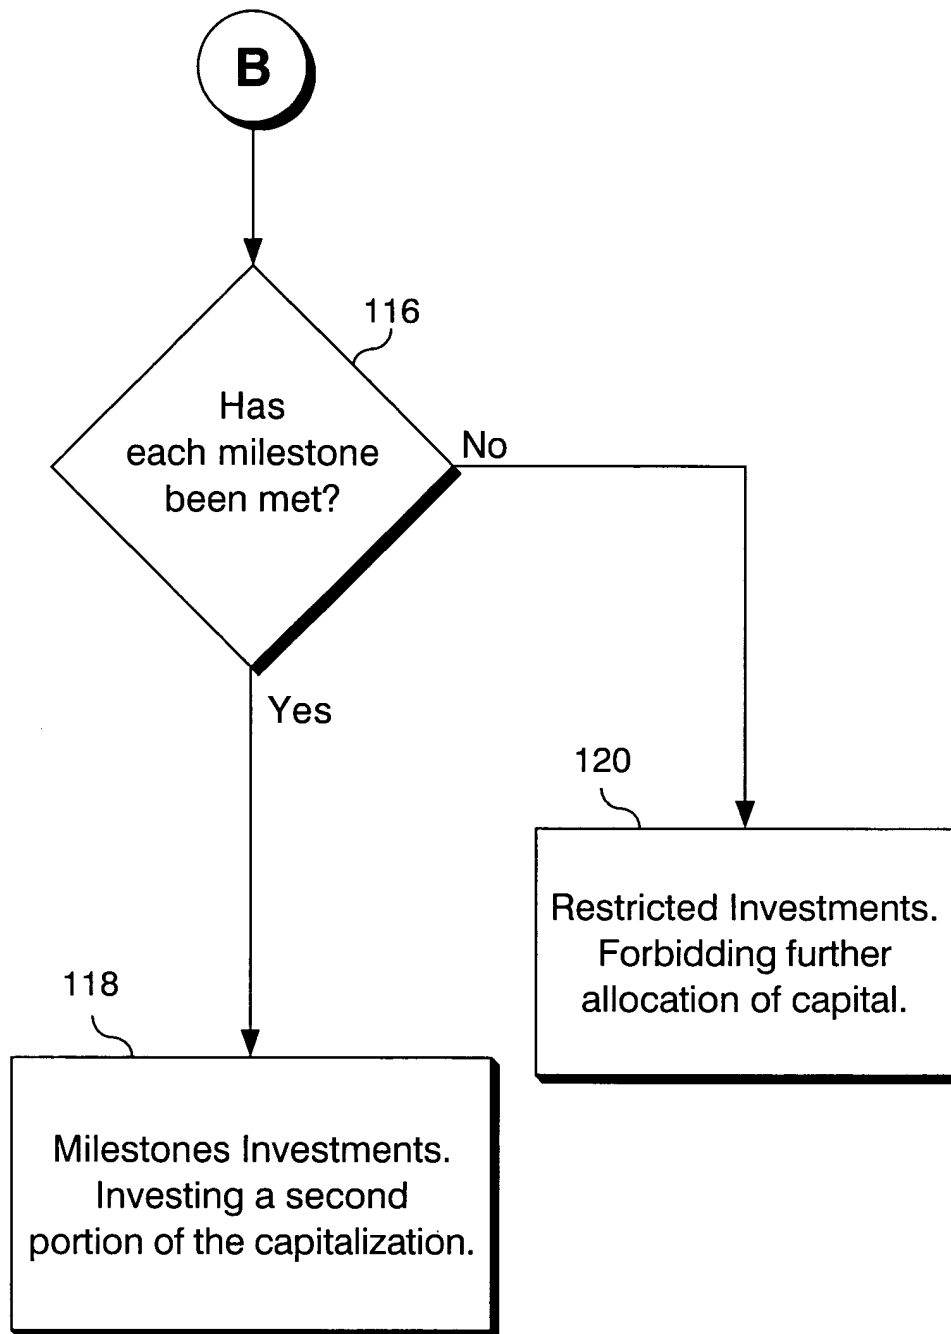 B
116
Has
each milestone
been met?
No
Yes
120
Restricted Investments.
Forbidding further
allocation of capital.
118
Milestones Investments.
Investing a second
portion of the capitalization.